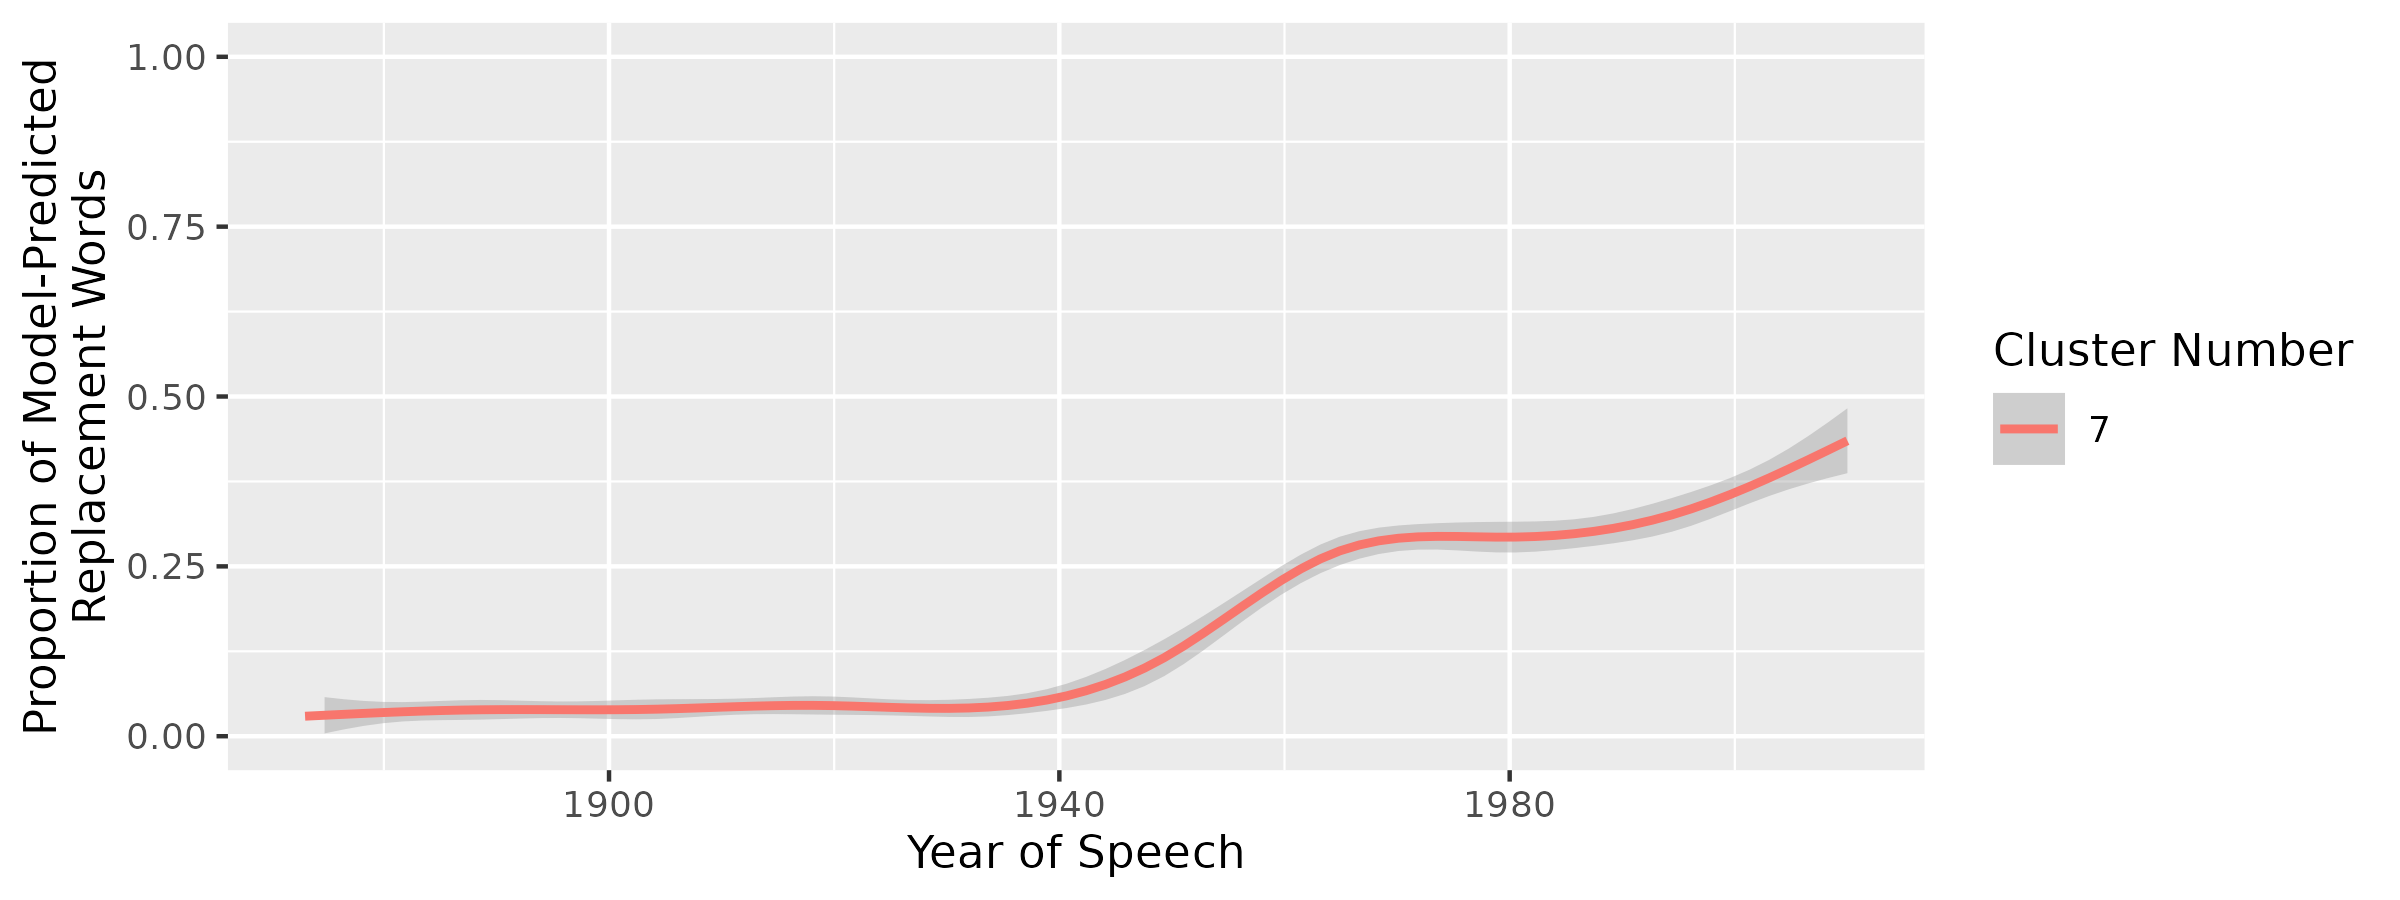 Proportion of Model-Predicted
Replacement Words
1.00
0.75
0.50
0.25
0.00
1900
1940
1980
Year of Speech
Cluster Number
7